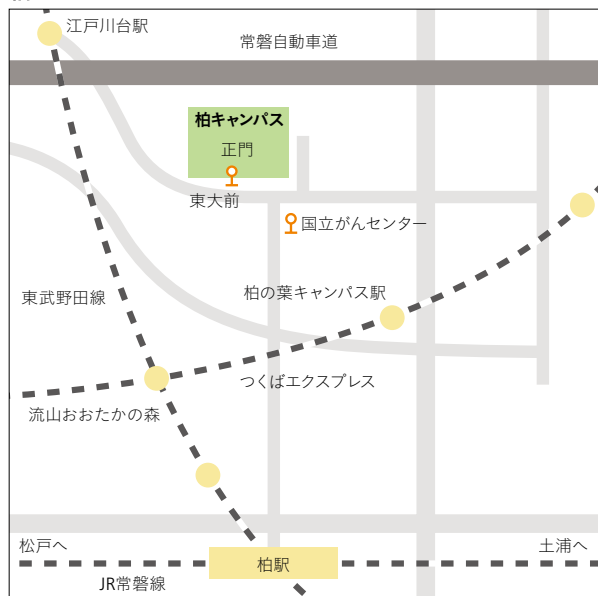 江戸川台駅
常磐自動車道
柏キャンパス
正門
東大前
国立がんセンター
東武野田線
柏の葉キャンパス駅
つくばエクスプレス
流山おおたかの森
松戸へ
土浦へ
柏駅
JR常磐線